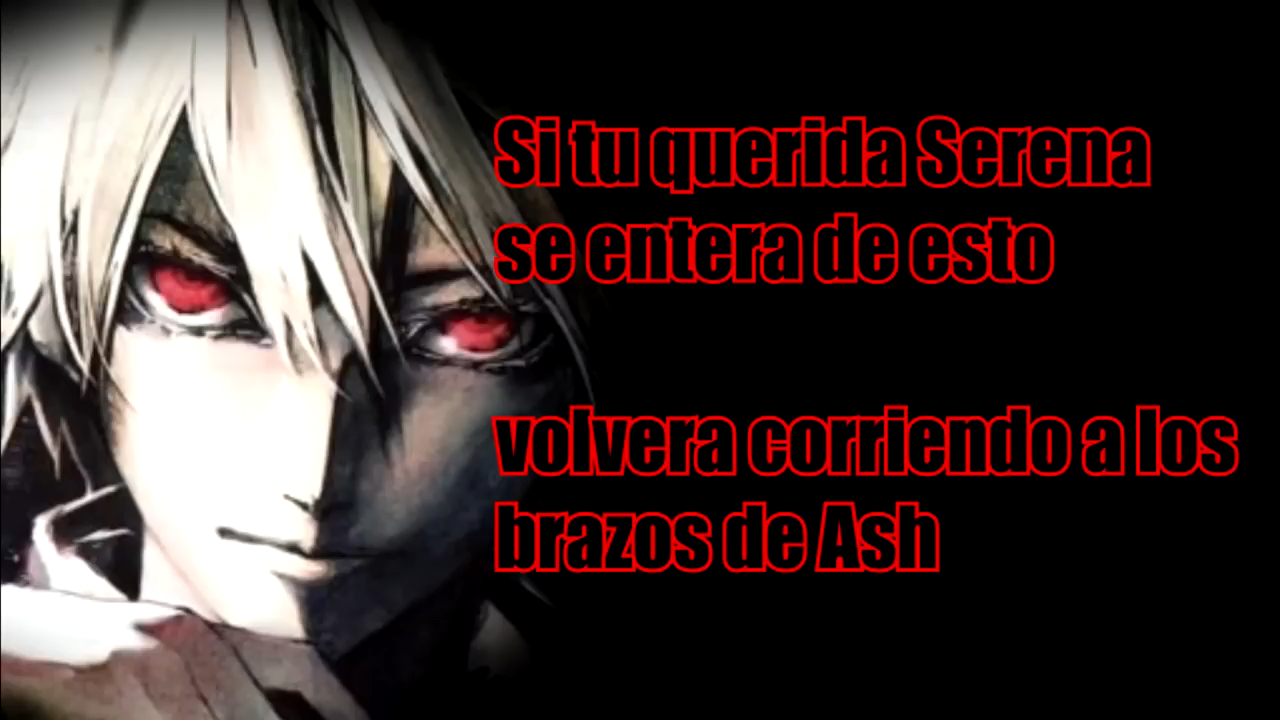 Si tu querida Serena
se entera de esto
volvera corriendo a los
brazos de Ash